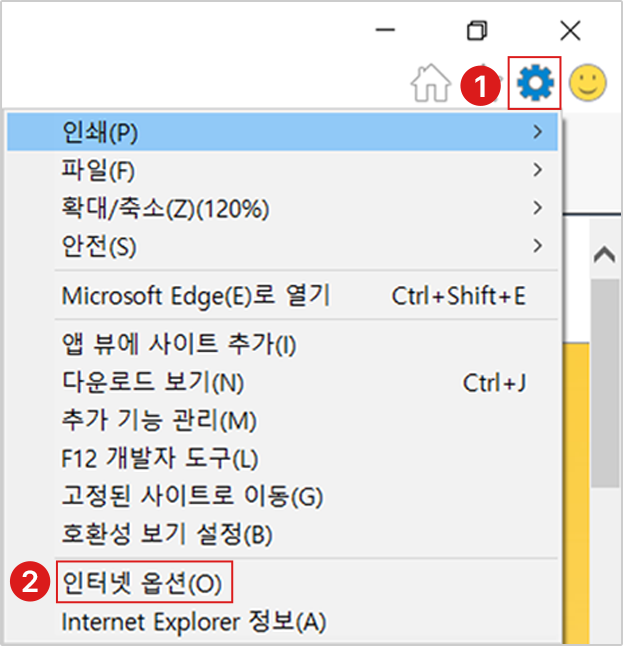 1
인쇄(P)
파일(F)
확대/축소(Z)(120%)
안전(S)
Microsoft Edge(E)로 열기 Ctrl+Shift+E
앱 뷰에 사이트 추가(I)
다운로드 보기(N) Ctrl+J
추가 기능 관리(M)
F12 개발자 도구(L)
고정된 사이트로 이동(G)
호환성 보기 설정(B)
2 인터넷 옵션(O)
Internet Explorer 정보(A)